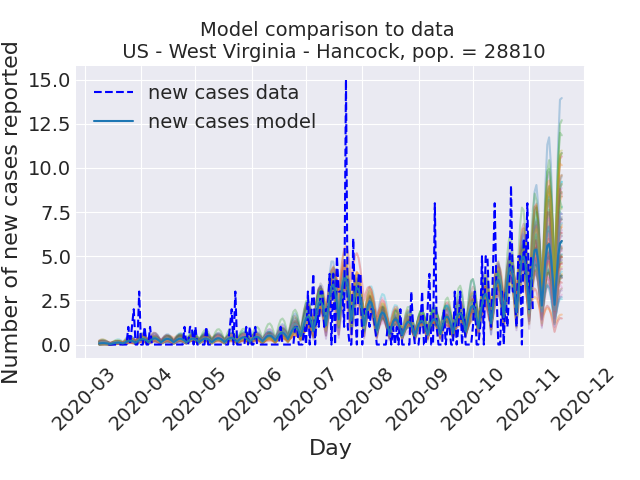 Model comparison to data
US - West Virginia - Hancock, pop. = 28810
Number of new cases reported
15.0
12.5
10.0
7.5
5.0
2.5
0.0
new cases data
new cases model
2020-03
2020-04
2020-05
2020-06
2020-07
2020-08
2020-09
2020-10
2020-11
2020-12
Day